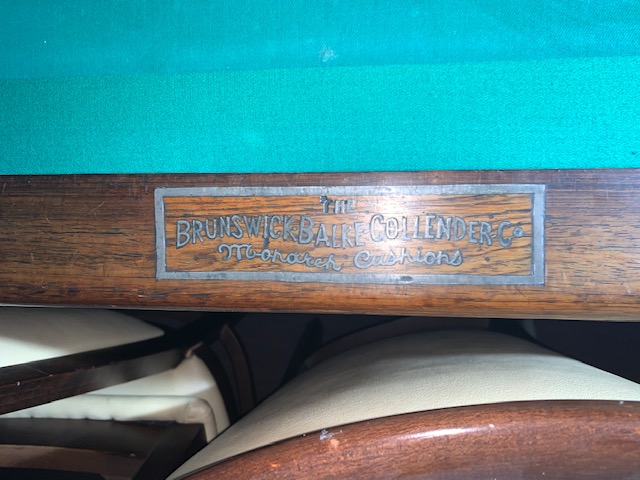 THE
BRUNSWICK-BALKE-COLLENDER-Co
Monarch Cushions